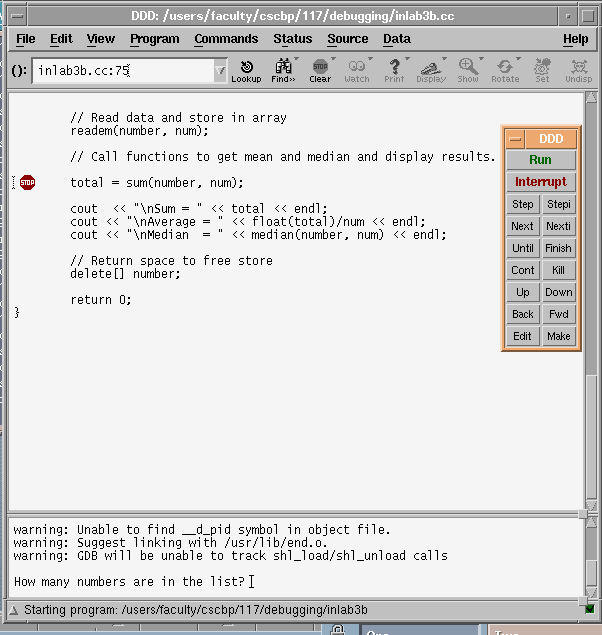 DDD: /users/faculty/cscbp/117/debugging/inlab3b.cc
File Edit View Program Commands Status Source Data Help
(): inlab3b.cc:75
Lookup Find>> Clear Watch Print Display Show Rotate Set Undisp
STOP
// Read data and store in array
readem(number, num);
// Call functions to get mean and median and display results.
STOP total = sum(number, num);
cout << "\nSum = " << total << endl;
cout << "\nAverage = " << float(total)/num << endl;
cout << "\nMedian  = " << median(number, num) << endl;
// Return space to free store
delete[] number;
return 0;
}
DDD
Run
Interrupt
Step Stepi
Next Nexti
Until Finish
Cont Kill
Up Down
Back Fwd
Edit Make
warning: Unable to find __d_pid symbol in object file.
warning: Suggest linking with /usr/lib/end.o.
warning: GDB will be unable to track shl_load/shl_unload calls
How many numbers are in the list?
Starting program: /users/faculty/cscbp/117/debugging/inlab3b
One Two